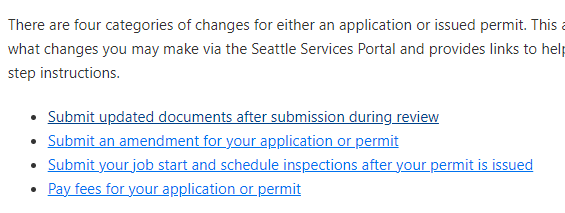 There are four categories of changes for either an application or issued permit. This
what changes you may make via the Seattle Services Portal and provides links to
step instructions.
Submit updated documents after submission during review
Submit an amendment for your application or permit
Submit your job start and schedule inspections after your permit is issued
Pay fees for your application or permit